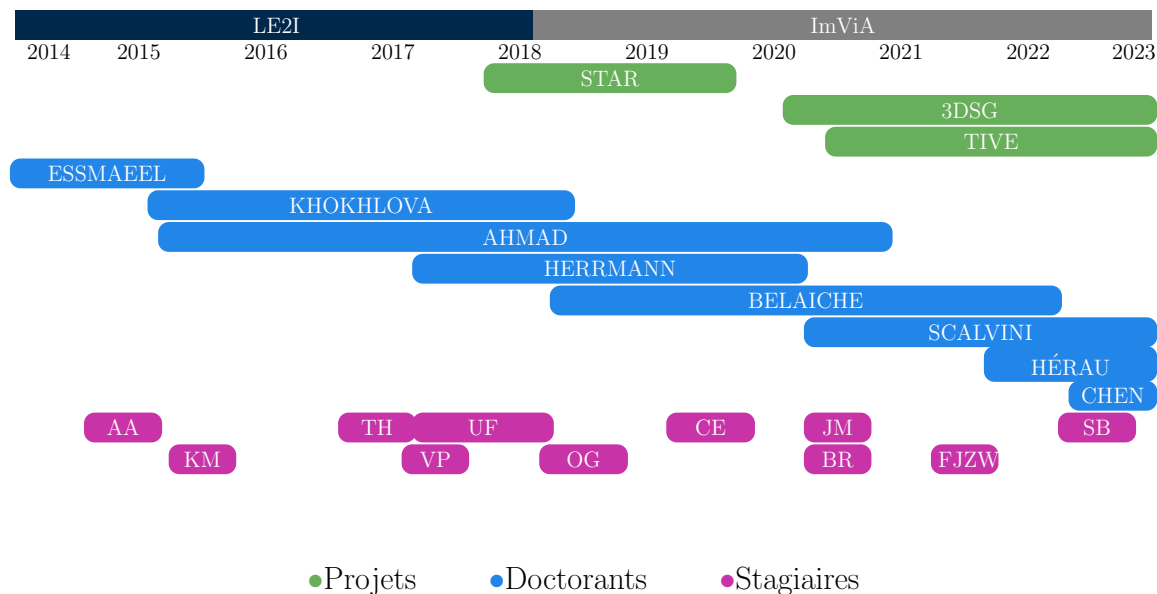 LE2I ImViA
2014 2015 2016 2017 2018 2019 2020 2021 2022 2023
STAR
3DSG
TIVE
ESSMAEEL
KHOKHLOVA
AHMAD
HERRMANN
BELAICHE
SCALVINI
HÉRAU
CHEN
AA TH UF CE JM SB
KM VP OG BR FJZW
Projets Doctorants Stagiaires